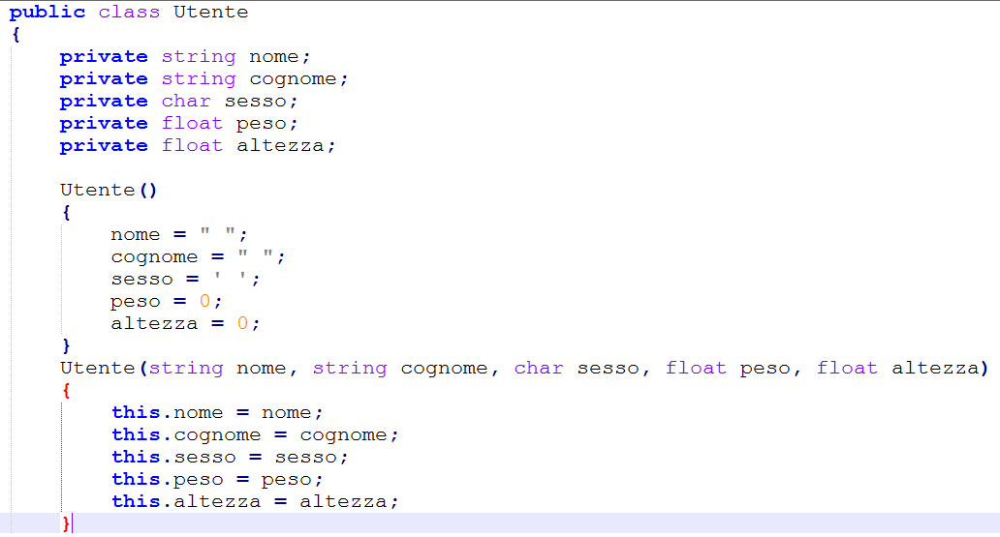 public class Utente
{
    private string nome;
    private string cognome;
    private char sesso;
    private float peso;
    private float altezza;

    Utente()
    {
        nome = " ";
        cognome = " ";
        sesso = ' ';
        peso = 0;
        altezza = 0;
    }
    Utente(string nome, string cognome, char sesso, float peso, float altezza)
    {
        this.nome = nome;
        this.cognome = cognome;
        this.sesso = sesso;
        this.peso = peso;
        this.altezza = altezza;
    }